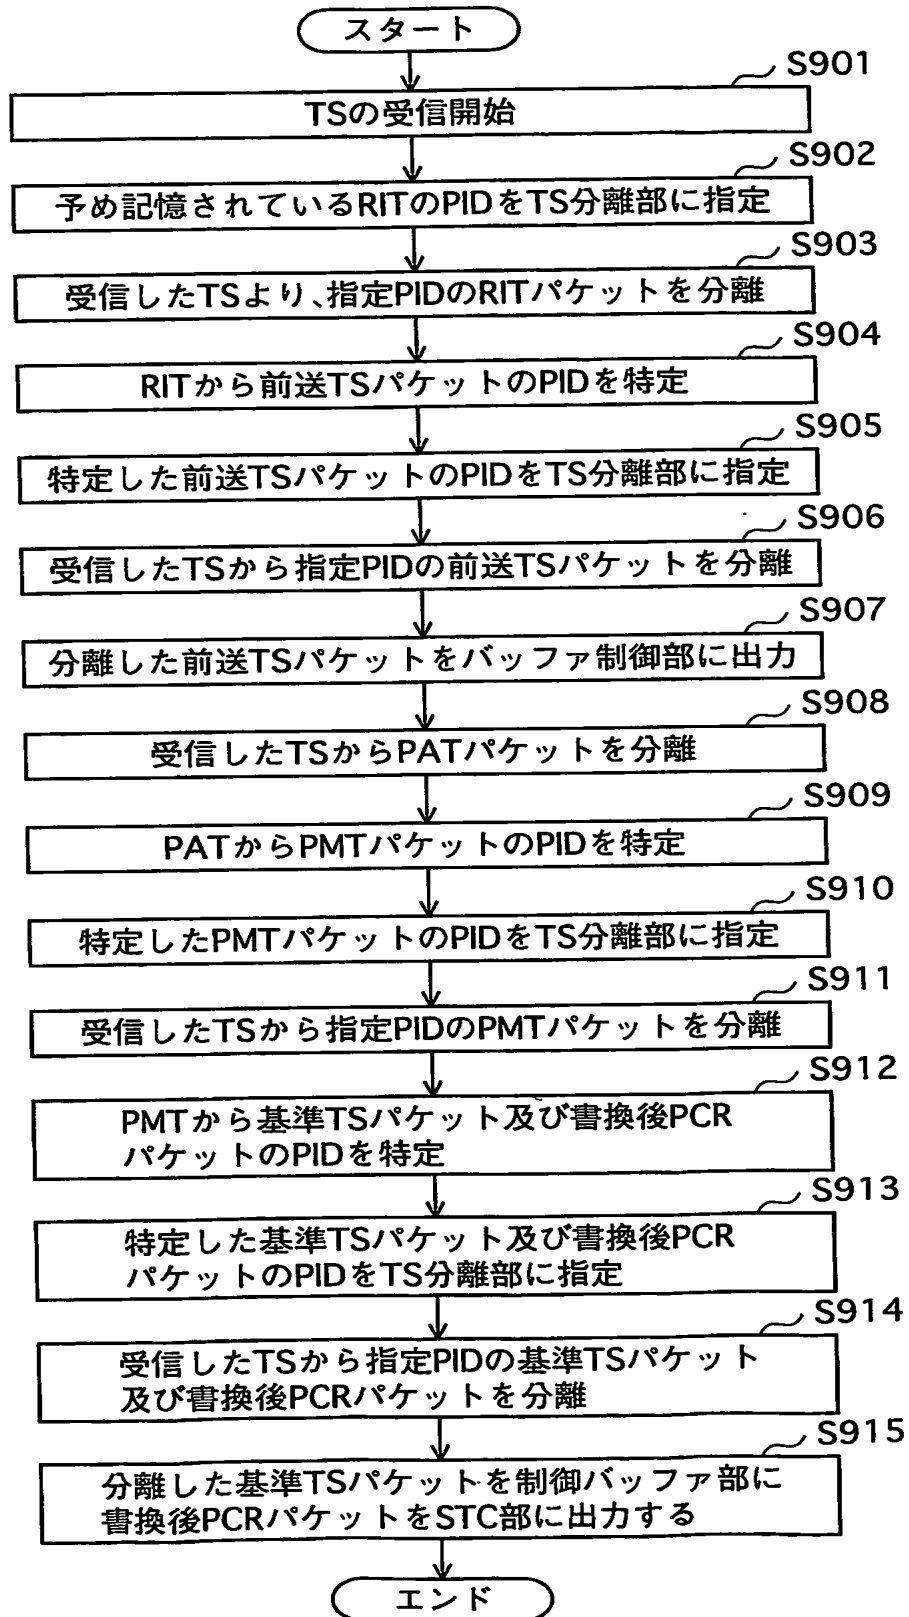 スタート
S901
TSの受信開始
S902
予め記憶されているRITのPIDをTS分離部に指定
S903
受信したTSより、指定PIDのRITパケットを分離
S904
RITから前送TSパケットのPIDを特定
S905
特定した前送TSパケットのPIDをTS分離部に指定
S906
受信したTSから指定PIDの前送TSパケットを分離
S907
分離した前送TSパケットをバッファ制御部に出力
S908
受信したTSからPATパケットを分離
S909
PATからPMTパケットのPIDを特定
S910
特定したPMTパケットのPIDをTS分離部に指定
S911
受信したTSから指定PIDのPMTパケットを分離
S912
PMTから基準TSパケット及び書換後PCR
パケットのPIDを特定
S913
特定した基準TSパケット及び書換後PCR
パケットのPIDをTS分離部に指定
S914
受信したTSから指定PIDの基準TSパケット
及び書換後PCRパケットを分離
S915
分離した基準TSパケットを制御バッファ部に
書換後PCRパケットをSTC部に出力する
エンド